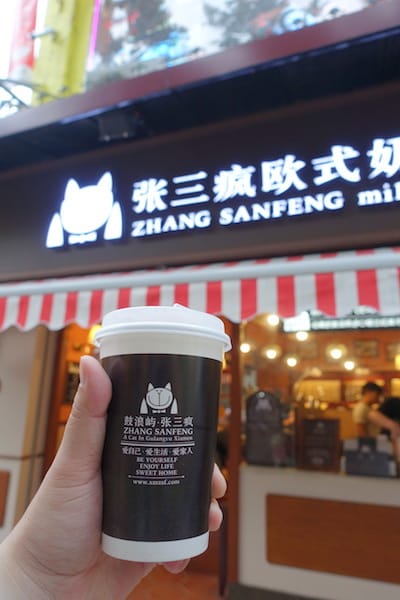 张三疯欧式奶
ZHANG SANFENG mil
鼓浪屿·张三疯
ZHANG SANFENG
A Cat In Gulangyu Xiamen
爱自己·爱生活·爱家人
BE YOURSELF
ENJOY LIFE
SWEET HOME
www.xmzsf.com